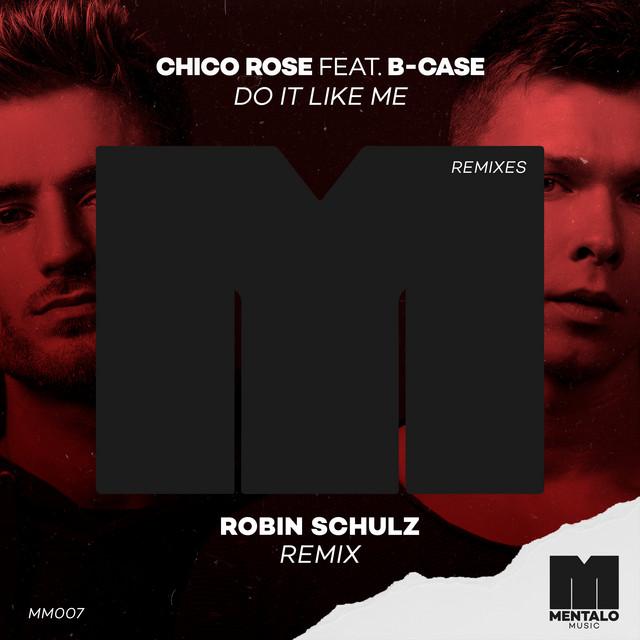 CHICO ROSE FEAT. B-CASE
DO IT LIKE ME
REMIXES
ROBIN SCHULZ
REMIX
MM007
M
MENTALO
MUSIC